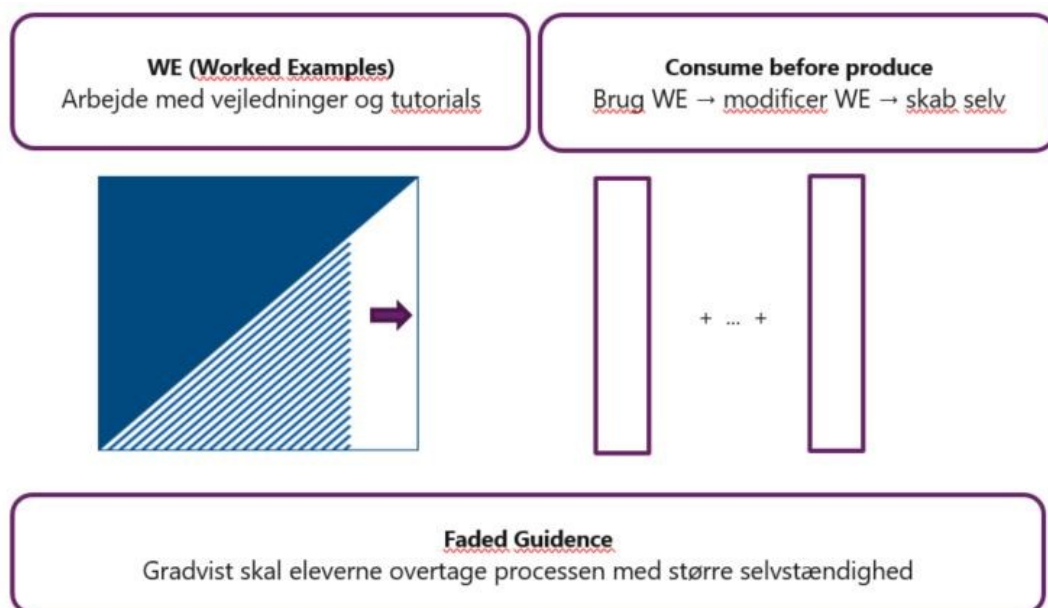 WE (Worked Examples)
Arbejde med vejledninger og tutorials
Consume before produce
Brug WE → modificer WE → skab selv
+ ... +
Faded Guidence
Gradvist skal eleverne overtage processen med større selvstændighed